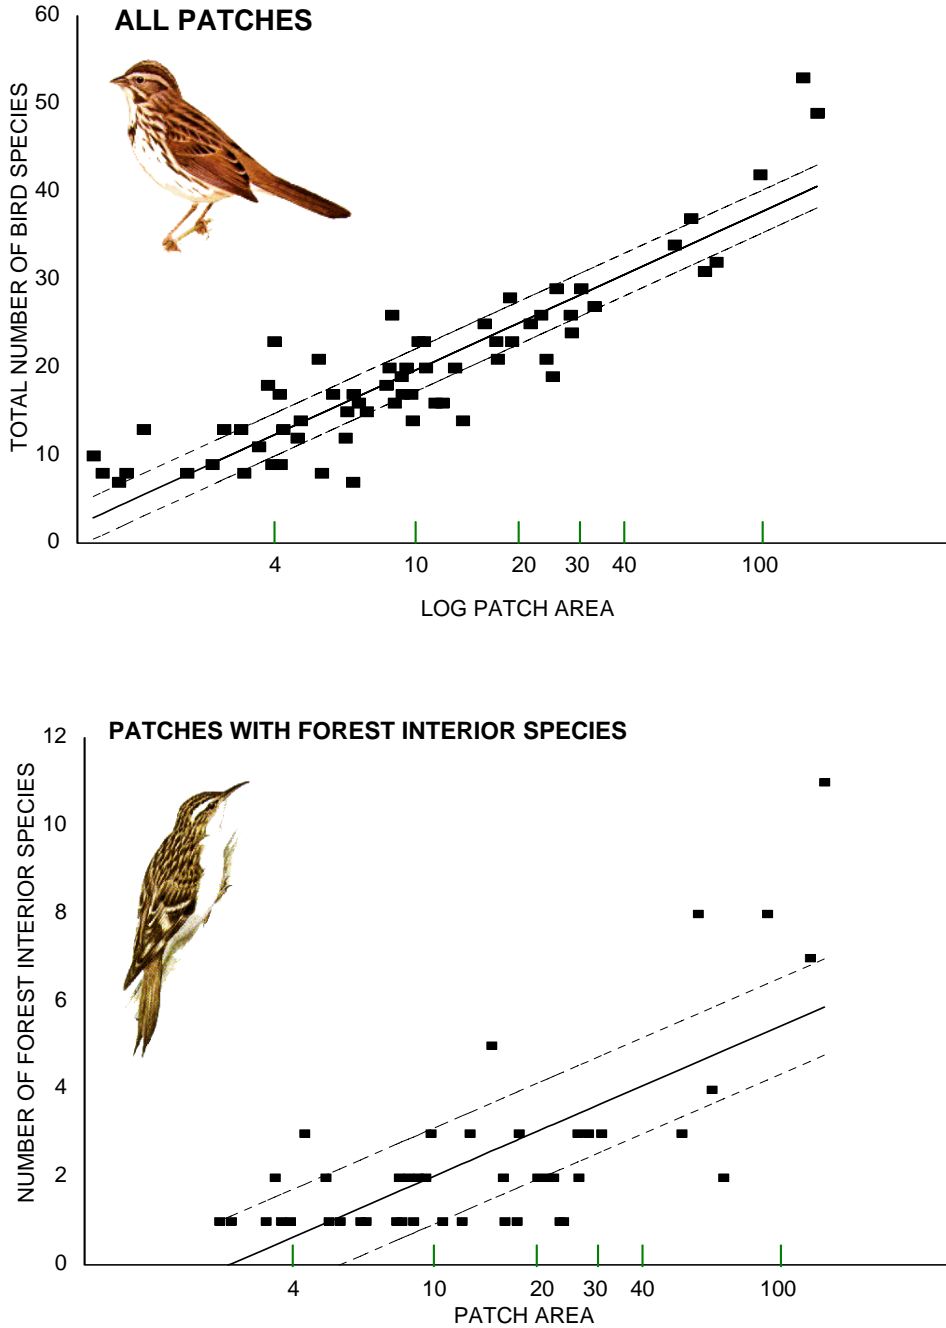 ALL PATCHES
TOTAL NUMBER OF BIRD SPECIES
60
50
40
30
20
10
0
4 10 20 30 40 100
LOG PATCH AREA
PATCHES WITH FOREST INTERIOR SPECIES
NUMBER OF FOREST INTERIOR SPECIES
12
10
8
6
4
2
0
4 10 20 30 40 100
PATCH AREA